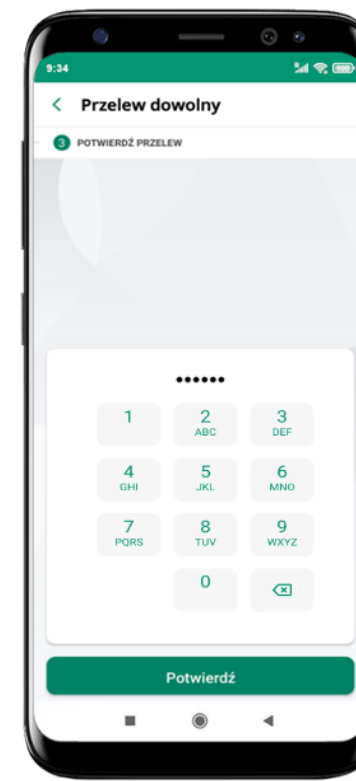 9:34
Przelew dowolny
3 POTWIERDŹ PRZELEW
••••••
1 2 3
ABC DEF
4 5 6
GHI JKL MNO
7 8 9
PQRS TUV WXYZ
0
Potwierdź